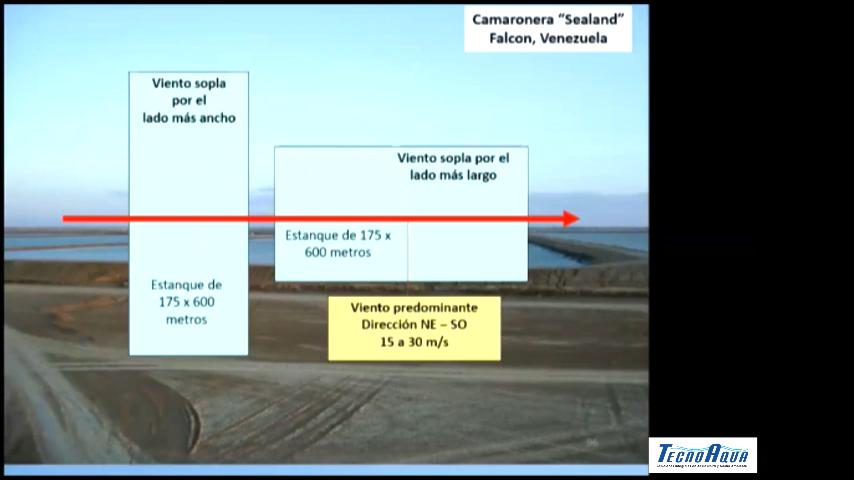 Camaronera “Sealand”
Falcon, Venezuela
Viento sopla
por el
lado más ancho
Viento sopla por el
lado más largo
Estanque de 175 x
600 metros
Estanque de
175 x 600
metros
Viento predominante
Dirección NE – SO
15 a 30 m/s
96
TECNOAQUA